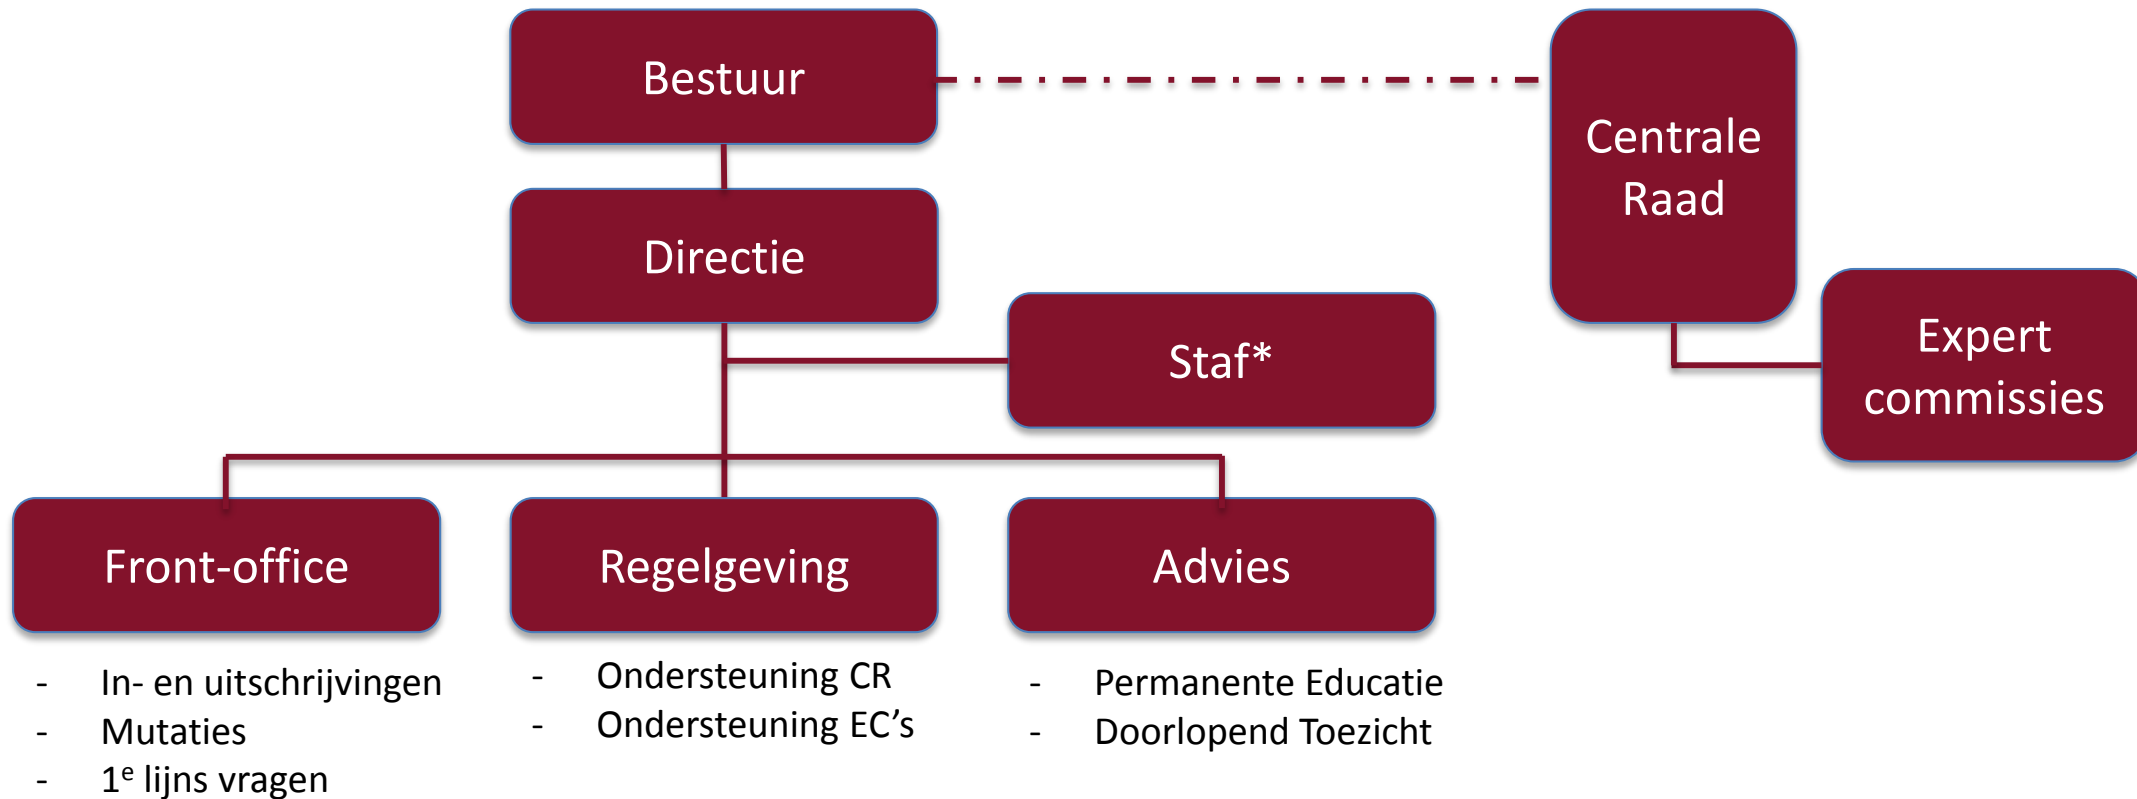 Bestuur
Centrale
Raad
Directie
Staf*
Expert
commissies
Front-office
Regelgeving
Advies
- In- en uitschrijvingen
- Mutaties
- 1e lijns vragen
- Ondersteuning CR
- Ondersteuning EC’s
- Permanente Educatie
- Doorlopend Toezicht